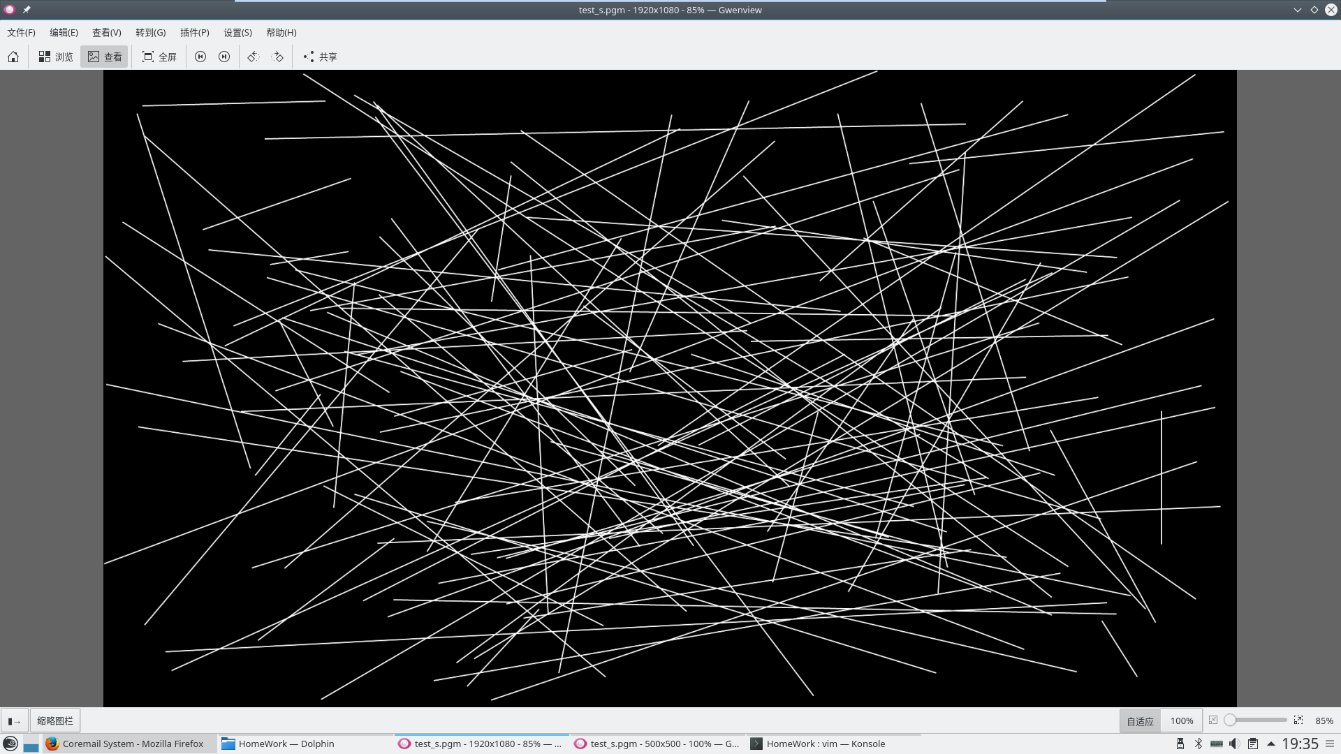 test_s.pgm - 1920x1080 - 85% — Gwenview
文件(F) 编辑(E) 查看(V) 转到(G) 插件(P) 设置(S) 帮助(H)
浏览 查看 全屏 共享
缩略图栏 自适应 100% 85%
Coremail System - Mozilla Firefox HomeWork — Dolphin test_s.pgm - 1920x1080 - 85% — ... test_s.pgm - 500x500 - 100% — G... HomeWork : vim — Konsole 19:35